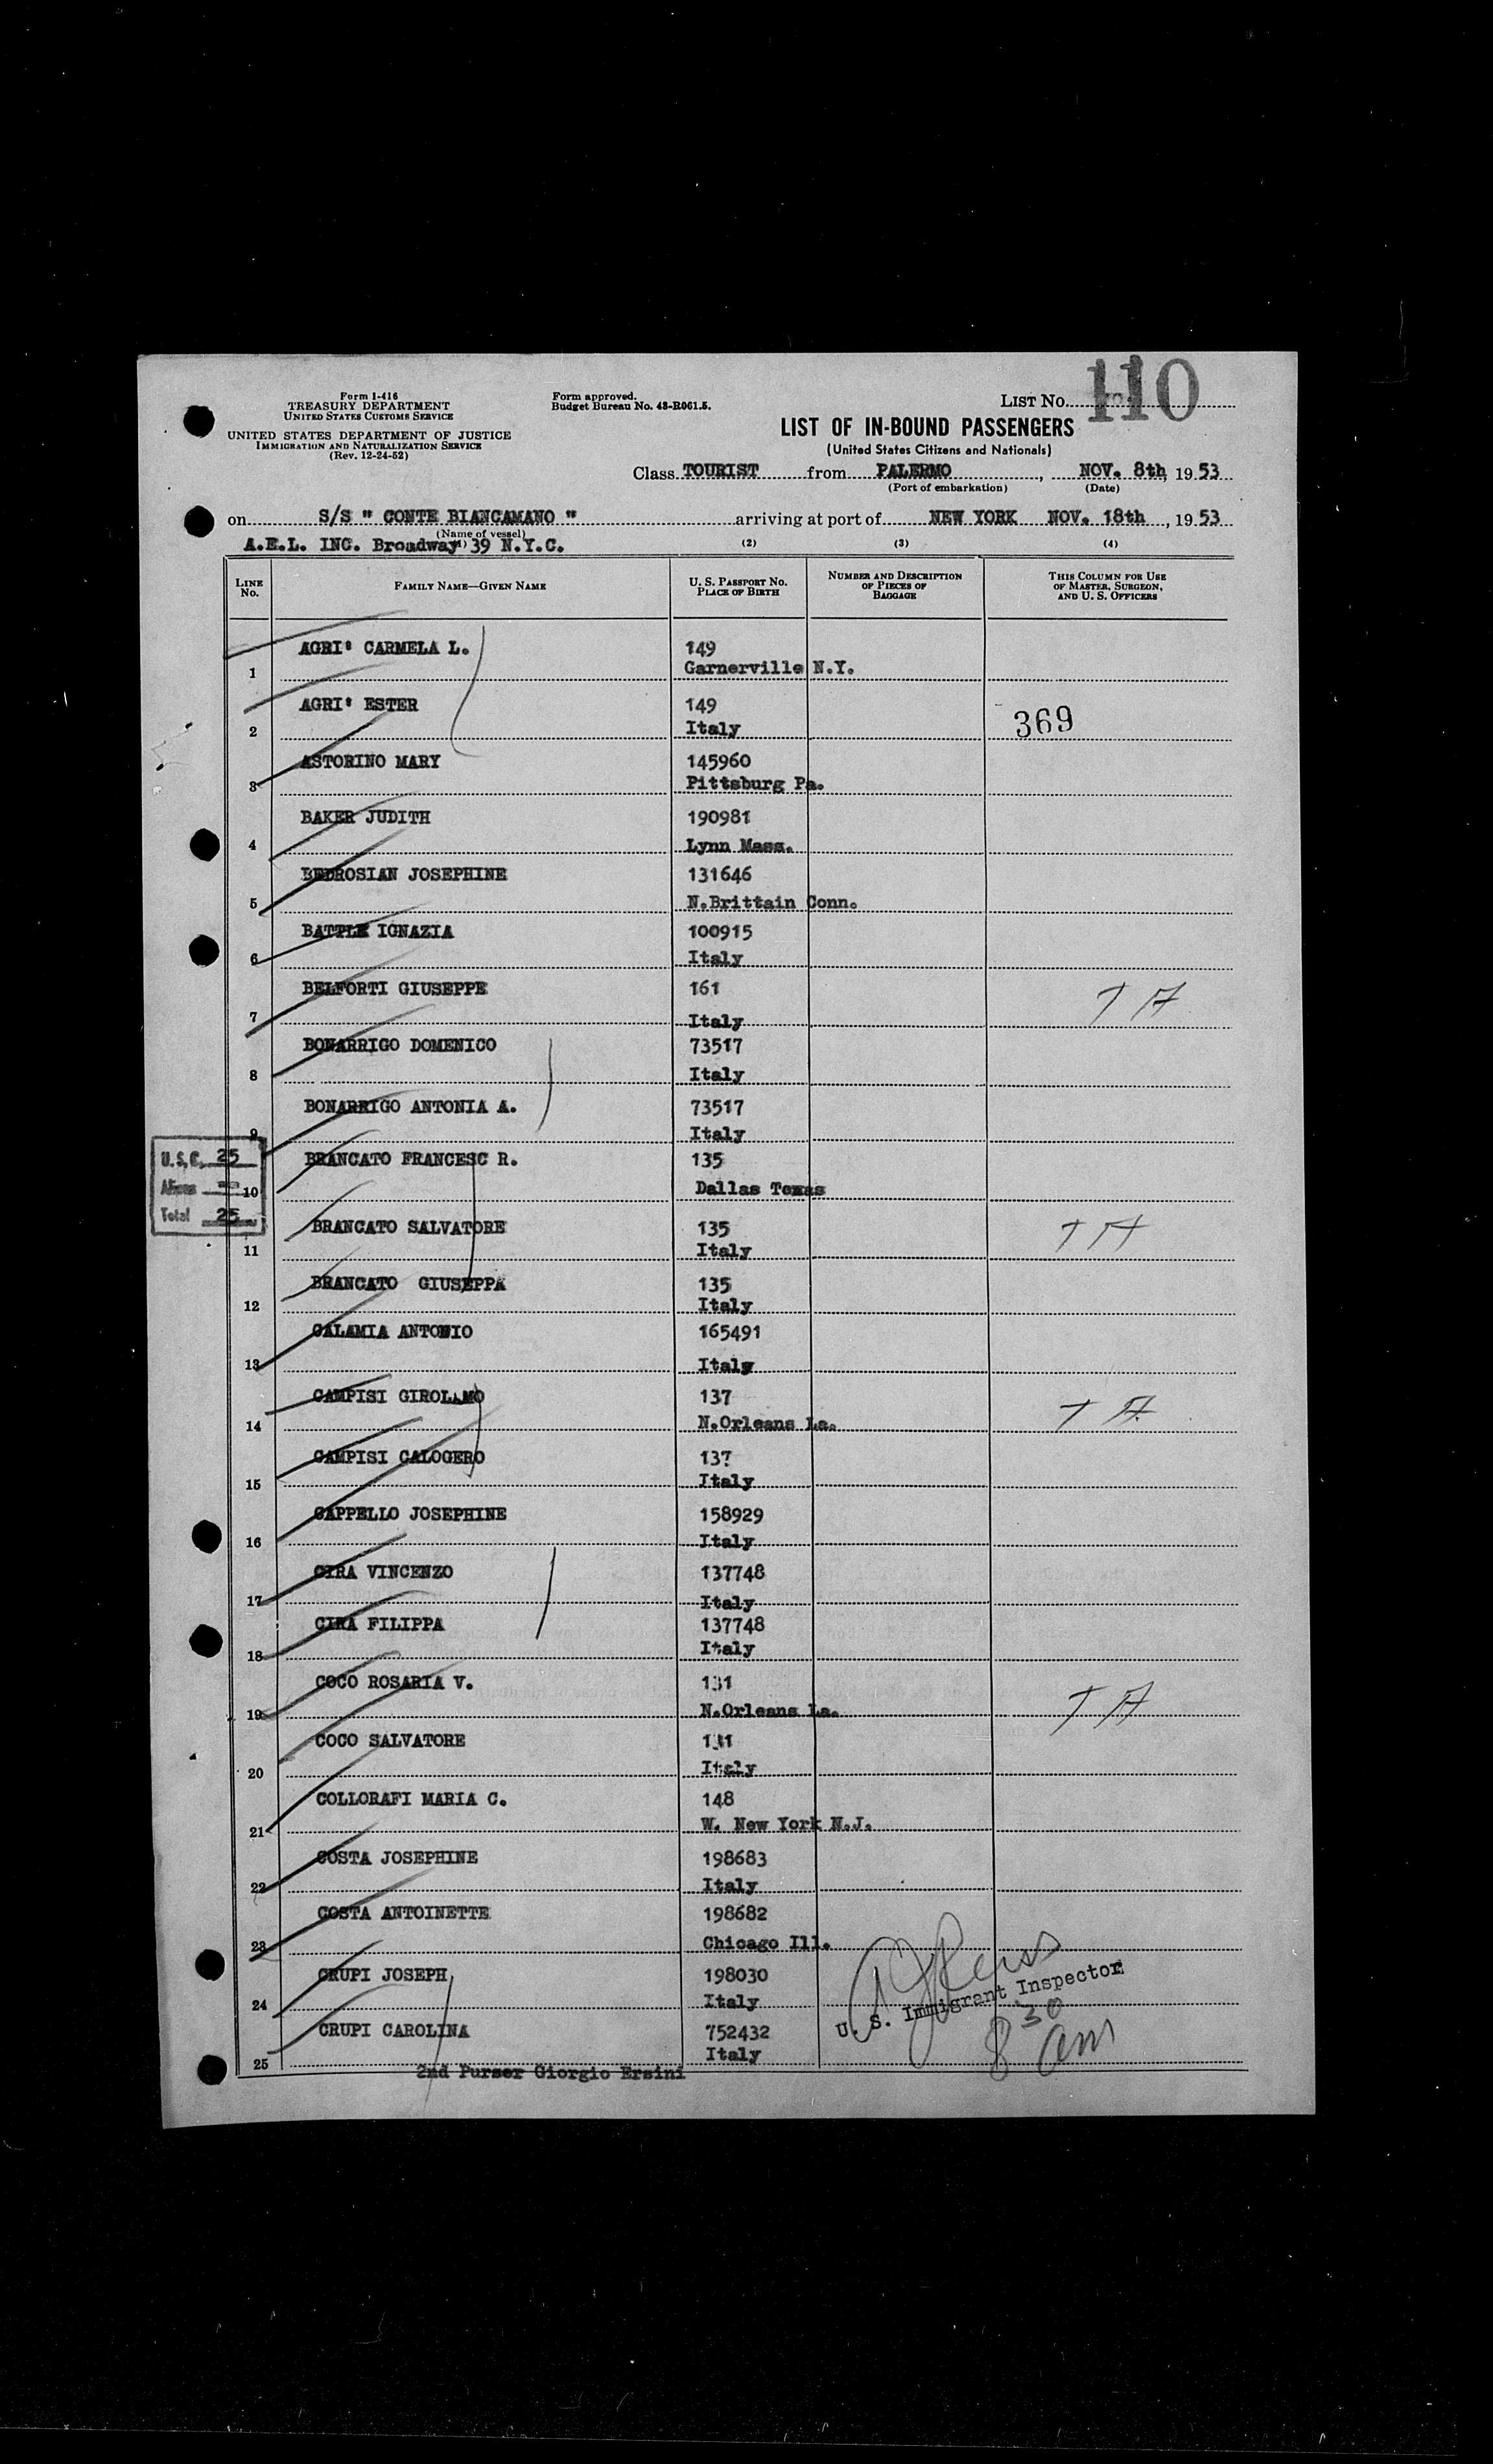 Form I-416
TREASURY DEPARTMENT
UNITED STATES CUSTOMS SERVICE
UNITED STATES DEPARTMENT OF JUSTICE
IMMIGRATION AND NATURALIZATION SERVICE
(Rev. 12-24-52)
Form approved.
Budget Bureau No. 43-R061.5.
LIST No. 110
LIST OF IN-BOUND PASSENGERS
(United States Citizens and Nationals)
Class TOURIST from PALERMO, NOV. 8th, 1953
(Port of embarkation) (Date)
on S/S " CONTE BIANCAMANO " arriving at port of NEW YORK NOV. 18th, 1953
(Name of vessel)
A.E.L. INC. Broadway 39 N.Y.C.
(1) (2) (3) (4)
LINE No. FAMILY NAME—GIVEN NAME U. S. PASSPORT NO. PLACE OF BIRTH NUMBER AND DESCRIPTION OF PIECES OF BAGGAGE THIS COLUMN FOR USE OF MASTER, SURGEON, AND U. S. OFFICERS
AGRI' CARMELA L. 149
1 Garnerville N.Y.
AGRI' ESTER 149
2 Italy 369
ASTORINO MARY 145960
3 Pittsburg Pa.
BAKER JUDITH 190981
4 Lynn Mass.
BEDROSIAN JOSEPHINE 131646
5 N.Brittain Conn.
BATTLE IGNAZIA 100915
6 Italy
BELFORTI GIUSEPPE 161
7 Italy T A
BONARRIGO DOMENICO 73517
8 Italy
BONARRIGO ANTONIA A. 73517
9 Italy
U.S.C. 25
Aliens —
Total 25
BRANCATO FRANCESC R. 135
10 Dallas Texas
BRANCATO SALVATORE 135 T A
11 Italy
BRANCATO GIUSEPPA 135
12 Italy
CALAMIA ANTONIO 165491
13 Italy
CAMPISI GIROLAMO 137 T A
14 N.Orleans La.
CAMPISI CALOGERO 137
15 Italy
CAPPELLO JOSEPHINE 158929
16 Italy
CIRA VINCENZO 137748
17 Italy
CIRA FILIPPA 137748
18 Italy
COCO ROSARIA V. 131
19 N.Orleans La. T A
COCO SALVATORE 131
20 Italy
COLLORAFI MARIA C. 148
21 W. New York N.J.
COSTA JOSEPHINE 198683
22 Italy
COSTA ANTOINETTE 198682
23 Chicago Ill.
CRUPI JOSEPH 198030
24 Italy
U. S. Immigrant Inspector
8 30 am
CRUPI CAROLINA 752432
25 Italy
2nd Purser Giorgio Ersini